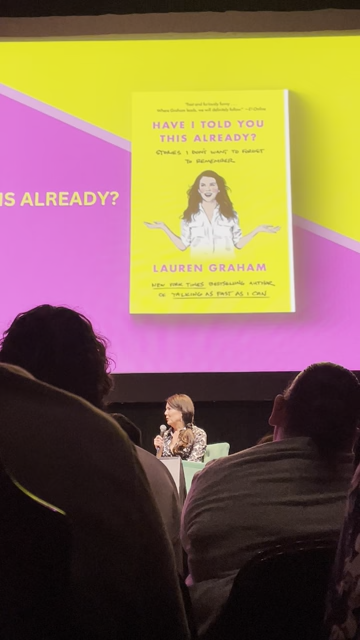 HAVE I TOLD YOU
THIS ALREADY?
STORIES I DON'T WANT TO FORGET
TO REMEMBER
IS ALREADY?
LAUREN GRAHAM
NEW YORK TIMES BESTSELLING AUTHOR
OF TALKING AS FAST AS I CAN